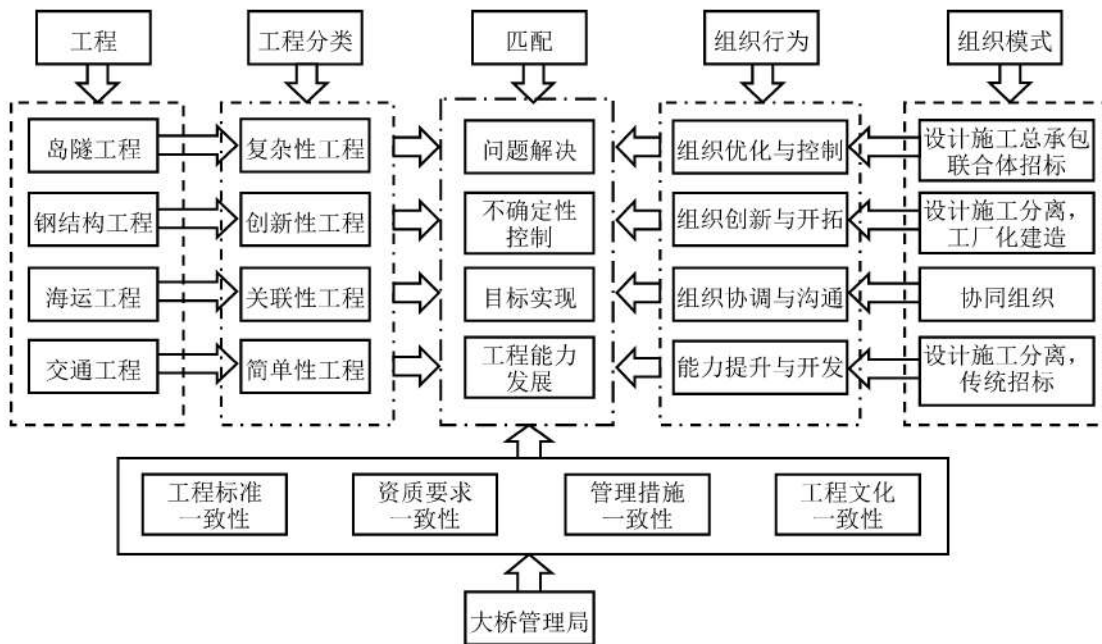 工程
工程分类
匹配
组织行为
组织模式
岛隧工程
复杂性工程
问题解决
组织优化与控制
设计施工总承包
联合体招标
钢结构工程
创新性工程
不确定性
控制
组织创新与开拓
设计施工分离，
工厂化建造
海运工程
关联性工程
目标实现
组织协调与沟通
协同组织
交通工程
简单性工程
工程能力
发展
能力提升与开发
设计施工分离，
传统招标
工程标准
一致性
资质要求
一致性
管理措施
一致性
工程文化
一致性
大桥管理局